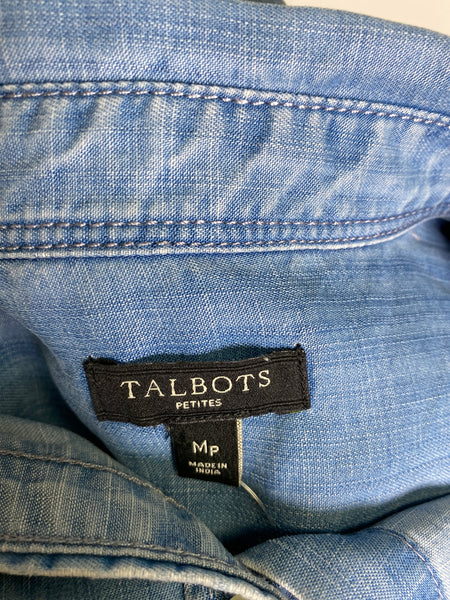 TALBOTS
PETITES
MP
MADE IN
INDIA